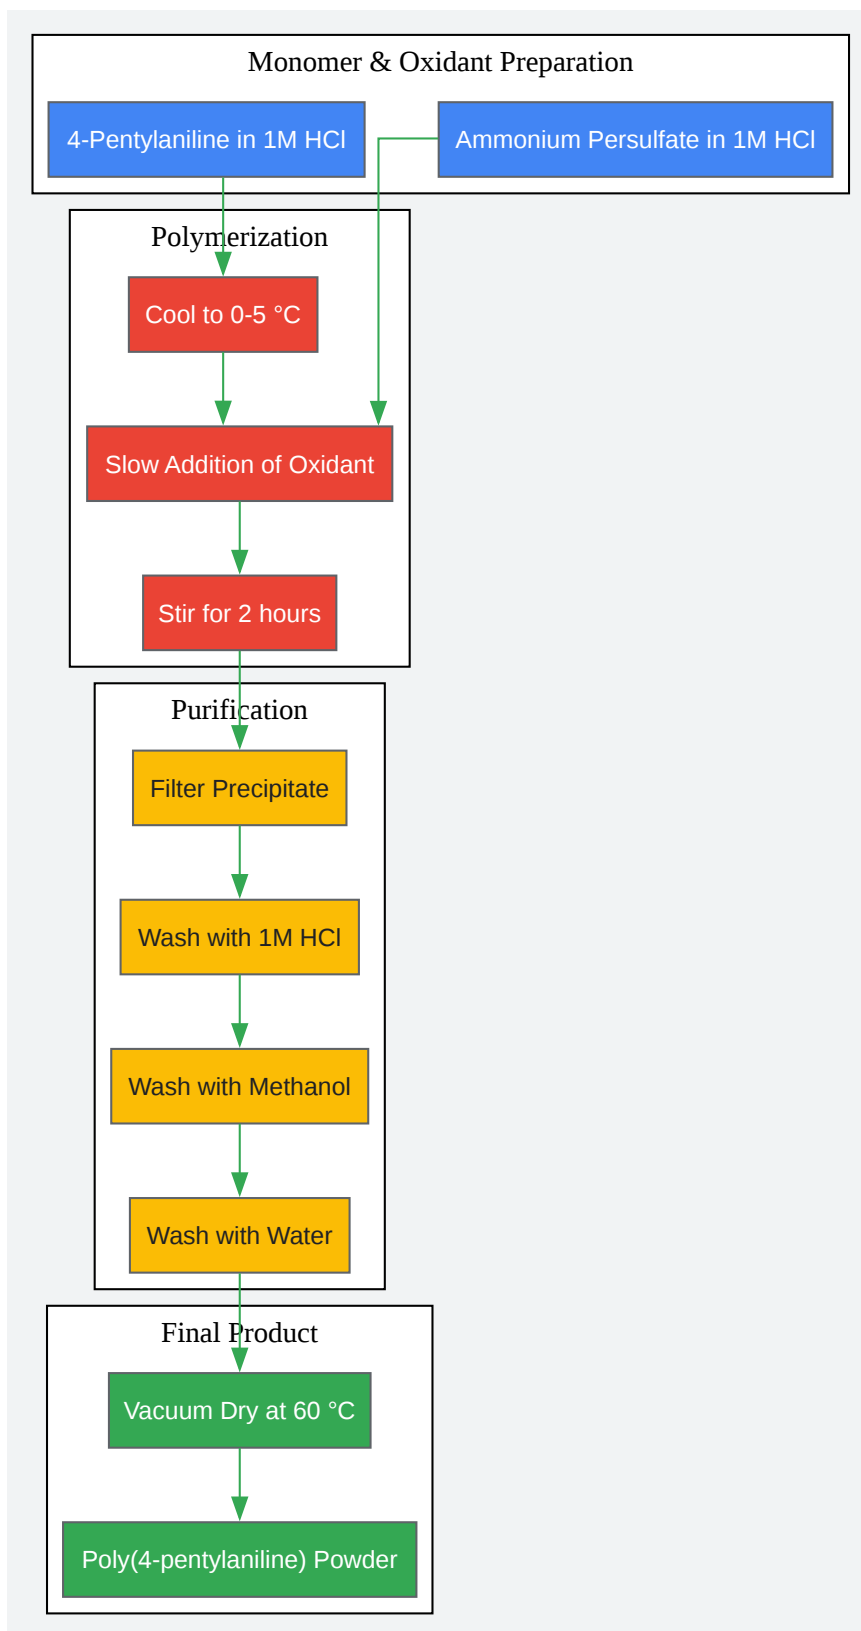 Monomer & Oxidant Preparation
4-Pentylaniline in 1M HCl
Ammonium Persulfate in 1M HCl
Polymerization
Cool to 0-5 °C
Slow Addition of Oxidant
Stir for 2 hours
Purification
Filter Precipitate
Wash with 1M HCl
Wash with Methanol
Wash with Water
Final Product
Vacuum Dry at 60 °C
Poly(4-pentylaniline) Powder